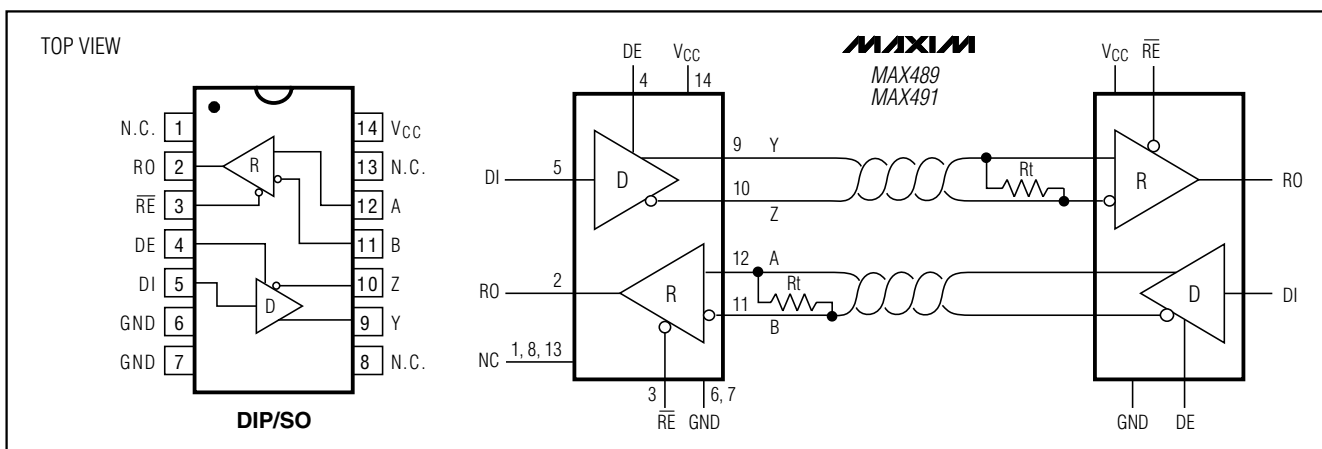 TOP VIEW
N.C. 1
RO 2
RE 3
DE 4
DI 5
GND 6
GND 7
14 VCC
13 N.C.
12 A
11 B
10 Z
9 Y
8 N.C.
R
D
DIP/SO
MAXIM
MAX489
MAX491
DE
4
VCC
14
DI 5
D
9 Y
10
Z
Rt
RO 2
R
12 A
Rt
11
B
NC 1, 8, 13
3
RE
6, 7
GND
VCC
RE
R
RO
D
DI
GND
DE